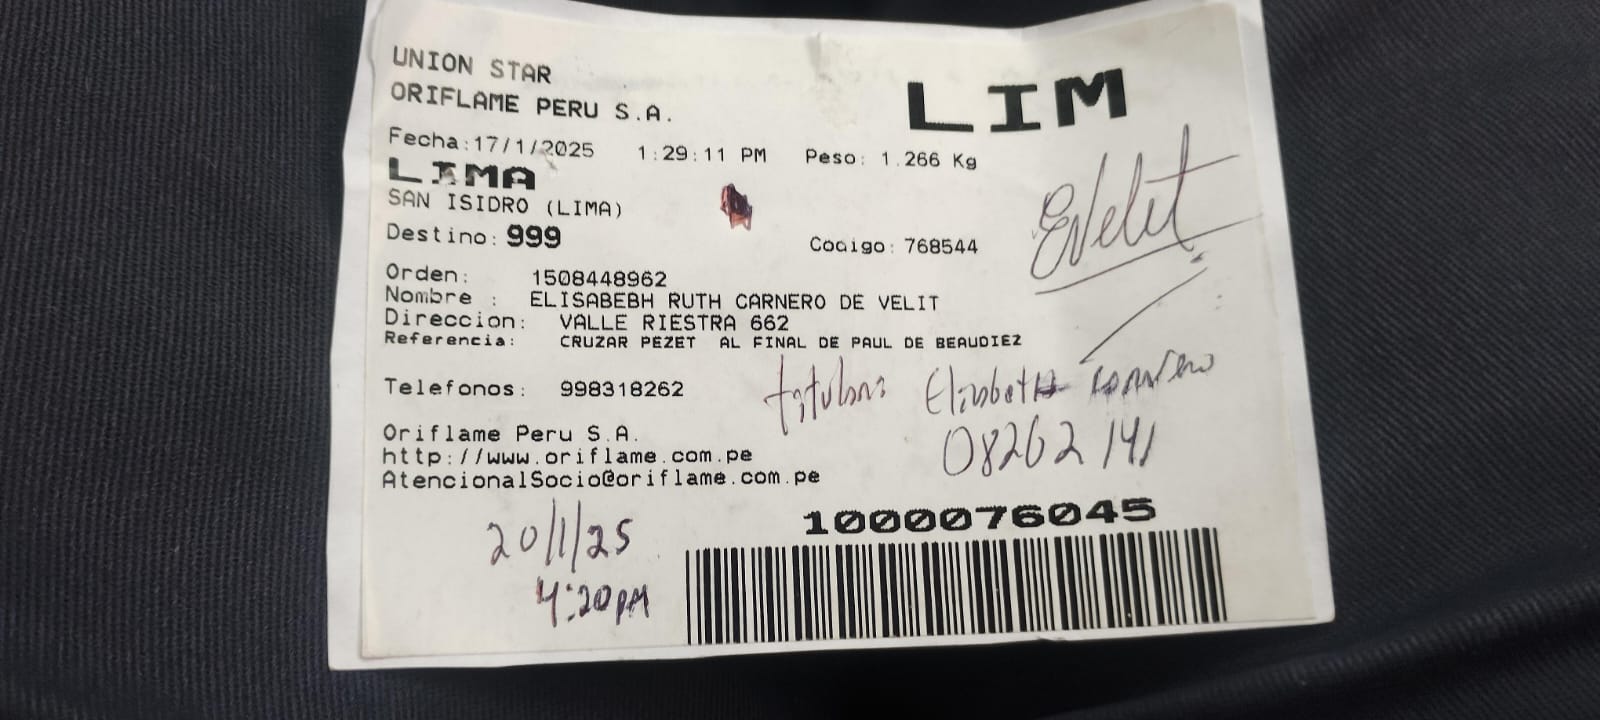 UNION STAR
LIM
ORIFLAME PERU S.A.
Fecha:17/1/2025 1:29:11 PM Peso: 1.266 Kg
LIMA
SAN ISIDRO (LIMA)
EVelit
Destino: 999 Codigo: 768544
Orden: 1508448962
Nombre : ELISABEBH RUTH CARNERO DE VELIT
Direccion: VALLE RIESTRA 662
Referencia: CRUZAR PEZET AL FINAL DE PAUL DE BEAUDIEZ
Telefonos: 998318262
titular: Elizabeth Carnero
08262141
Oriflame Peru S.A.
http://www.oriflame.com.pe
AtencionalSocio@oriflame.com.pe
20/1/25
4:20PM
1000076045